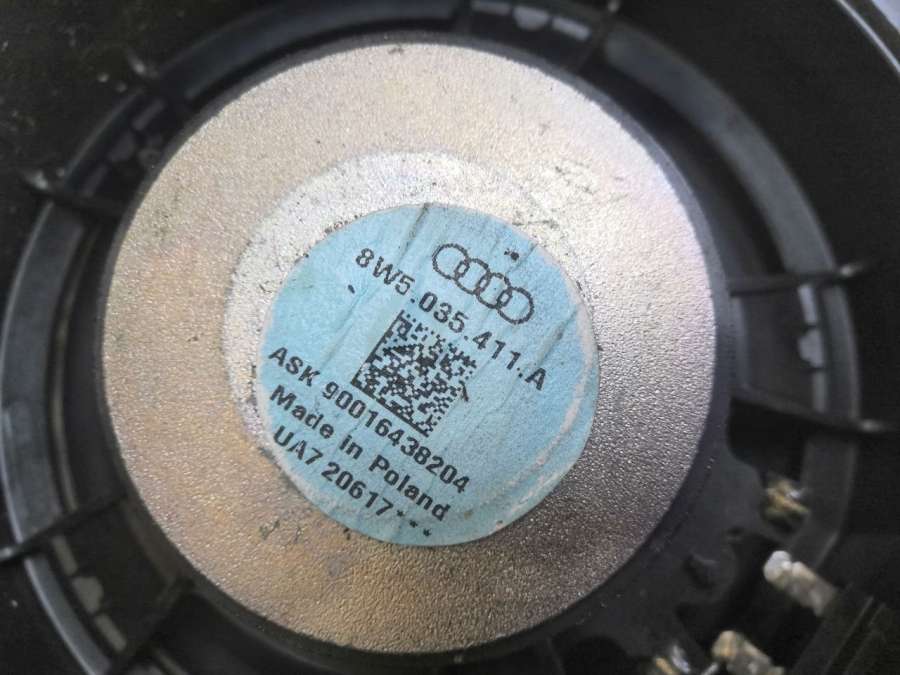 8W5.035.411.A
ASK 90016438204
Made in Poland
UA7 20617***